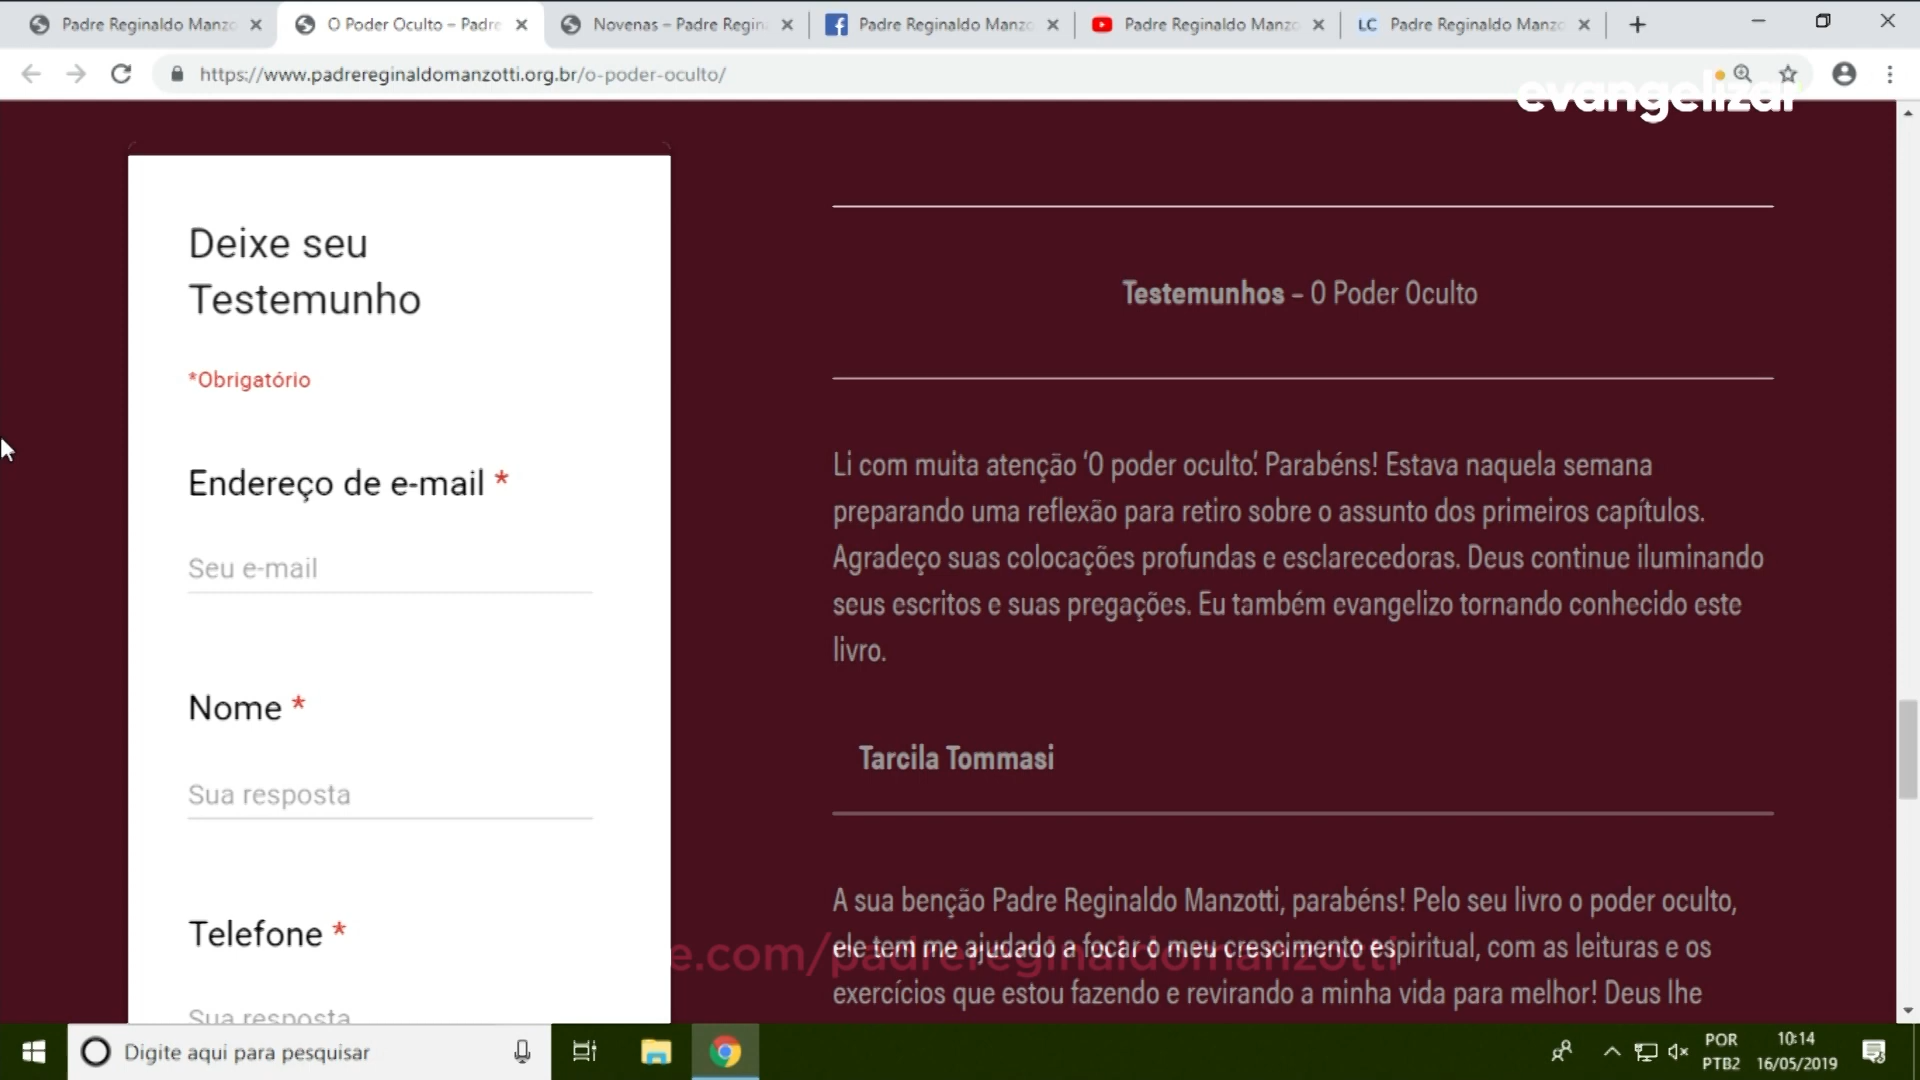 Padre Reginaldo Manzo
O Poder Oculto – Padre
Novenas – Padre Regin
Padre Reginaldo Manzo
Padre Reginaldo Manzo
LC Padre Reginaldo Manzo
https://www.padrereginaldomanzotti.org.br/o-poder-oculto/
evangelizar
Deixe seu
Testemunho
*Obrigatório
Endereço de e-mail *
Seu e-mail
Nome *
Sua resposta
Telefone *
Sua resposta
Testemunhos – O Poder Oculto
Li com muita atenção ‘O poder oculto’. Parabéns! Estava naquela semana
preparando uma reflexão para retiro sobre o assunto dos primeiros capítulos.
Agradeço suas colocações profundas e esclarecedoras. Deus continue iluminando
seus escritos e suas pregações. Eu também evangelizo tornando conhecido este
livro.
Tarcila Tommasi
A sua benção Padre Reginaldo Manzotti, parabéns! Pelo seu livro o poder oculto,
ele tem me ajudado a focar o meu crescimento espiritual, com as leituras e os
e.com/padrereginaldomanzotti
exercícios que estou fazendo e revirando a minha vida para melhor! Deus lhe
Digite aqui para pesquisar
POR
PTB2
10:14
16/05/2019